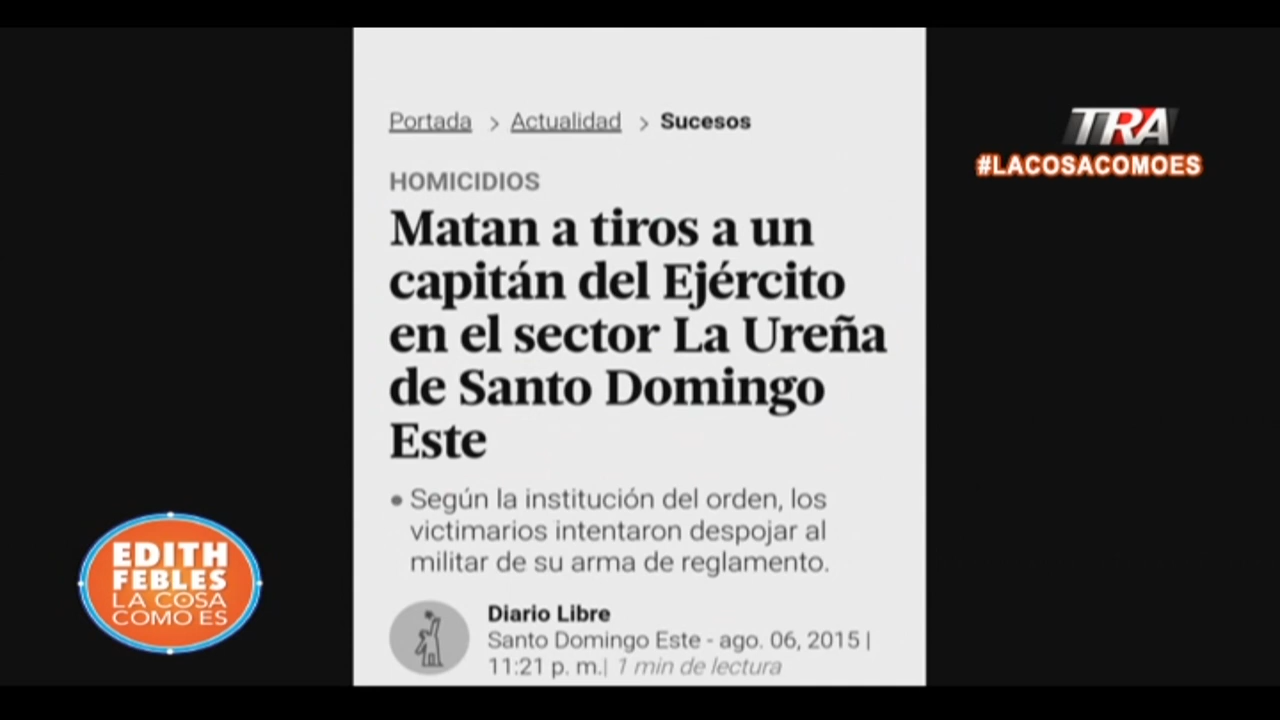 Portada > Actualidad > Sucesos
TRA
#LACOSACOMOES
HOMICIDIOS
Matan a tiros a un
capitán del Ejército
en el sector La Ureña
de Santo Domingo
Este
• Según la institución del orden, los
victimarios intentaron despojar al
militar de su arma de reglamento.
EDITH
FEBLES
LA COSA
COMO ES
Diario Libre
Santo Domingo Este - ago. 06, 2015 |
11:21 p. m.| 1 min de lectura